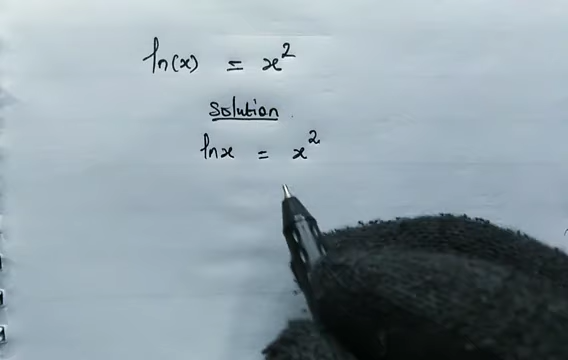 ln(x) = x²
Solution
lnx = x²